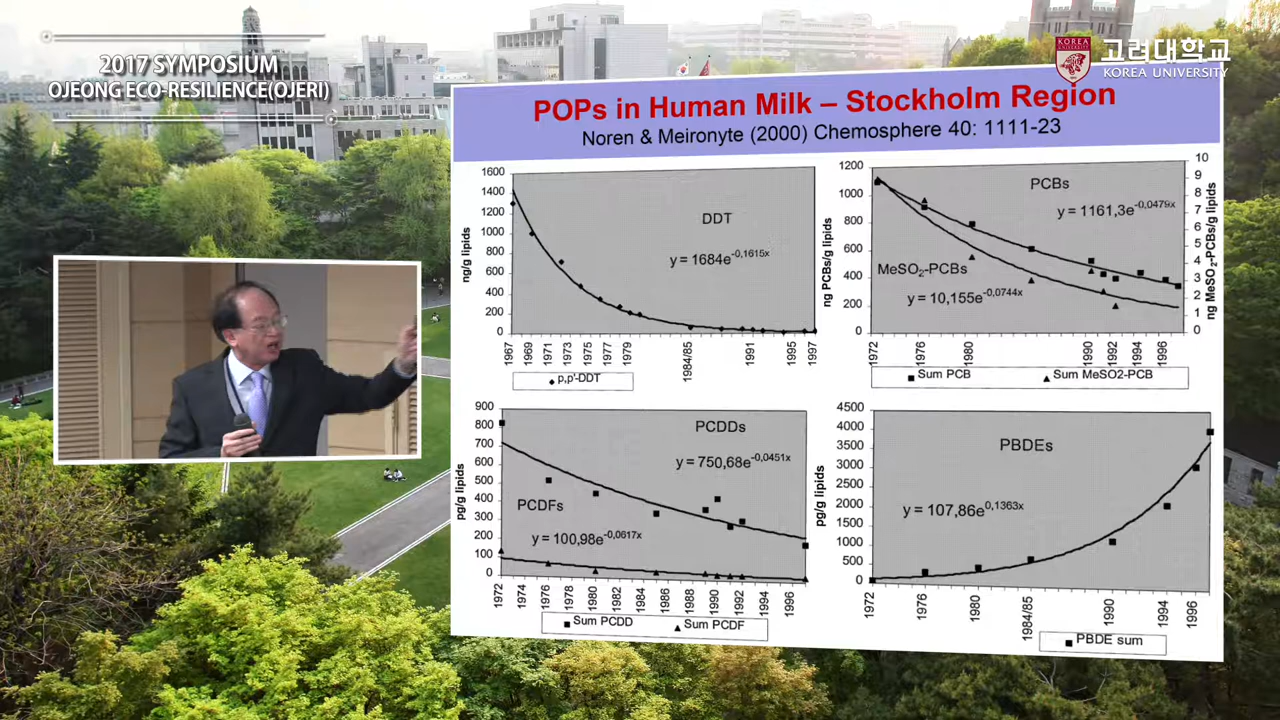 2017 SYMPOSIUM
OJEONG ECO-RESILIENCE(OJERI)
KOREA
고려대학교
KOREA UNIVERSITY
POPs in Human Milk – Stockholm Region
Noren & Meironyte (2000) Chemosphere 40: 1111-23
1600
1400
1200
1000
800
600
400
200
0
ng/g lipids
DDT
y = 1684e-0,1615x
1967
1969
1971
1973
1975
1977
1979
1984/85
1991
1995
1997
p,p'-DDT
1200
1000
800
600
400
200
0
ng PCBs/g lipids
PCBs
y = 1161,3e-0,0479x
MeSO2-PCBs
y = 10,155e-0,0744x
10
9
8
7
6
5
4
3
2
1
0
ng MeSO2-PCBs/g lipids
1972
1976
1980
1990
1992
1994
1996
Sum PCB
Sum MeSO2-PCB
900
800
700
600
500
400
300
200
100
0
pg/g lipids
PCDDs
y = 750,68e-0,0451x
PCDFs
y = 100,98e-0,0617x
1972
1974
1976
1978
1980
1982
1984
1986
1988
1990
1992
1994
1996
Sum PCDD
Sum PCDF
4500
4000
3500
3000
2500
2000
1500
1000
500
0
pg/g lipids
PBDEs
y = 107,86e0,1363x
1972
1976
1980
1984/85
1990
1994
1996
PBDE sum